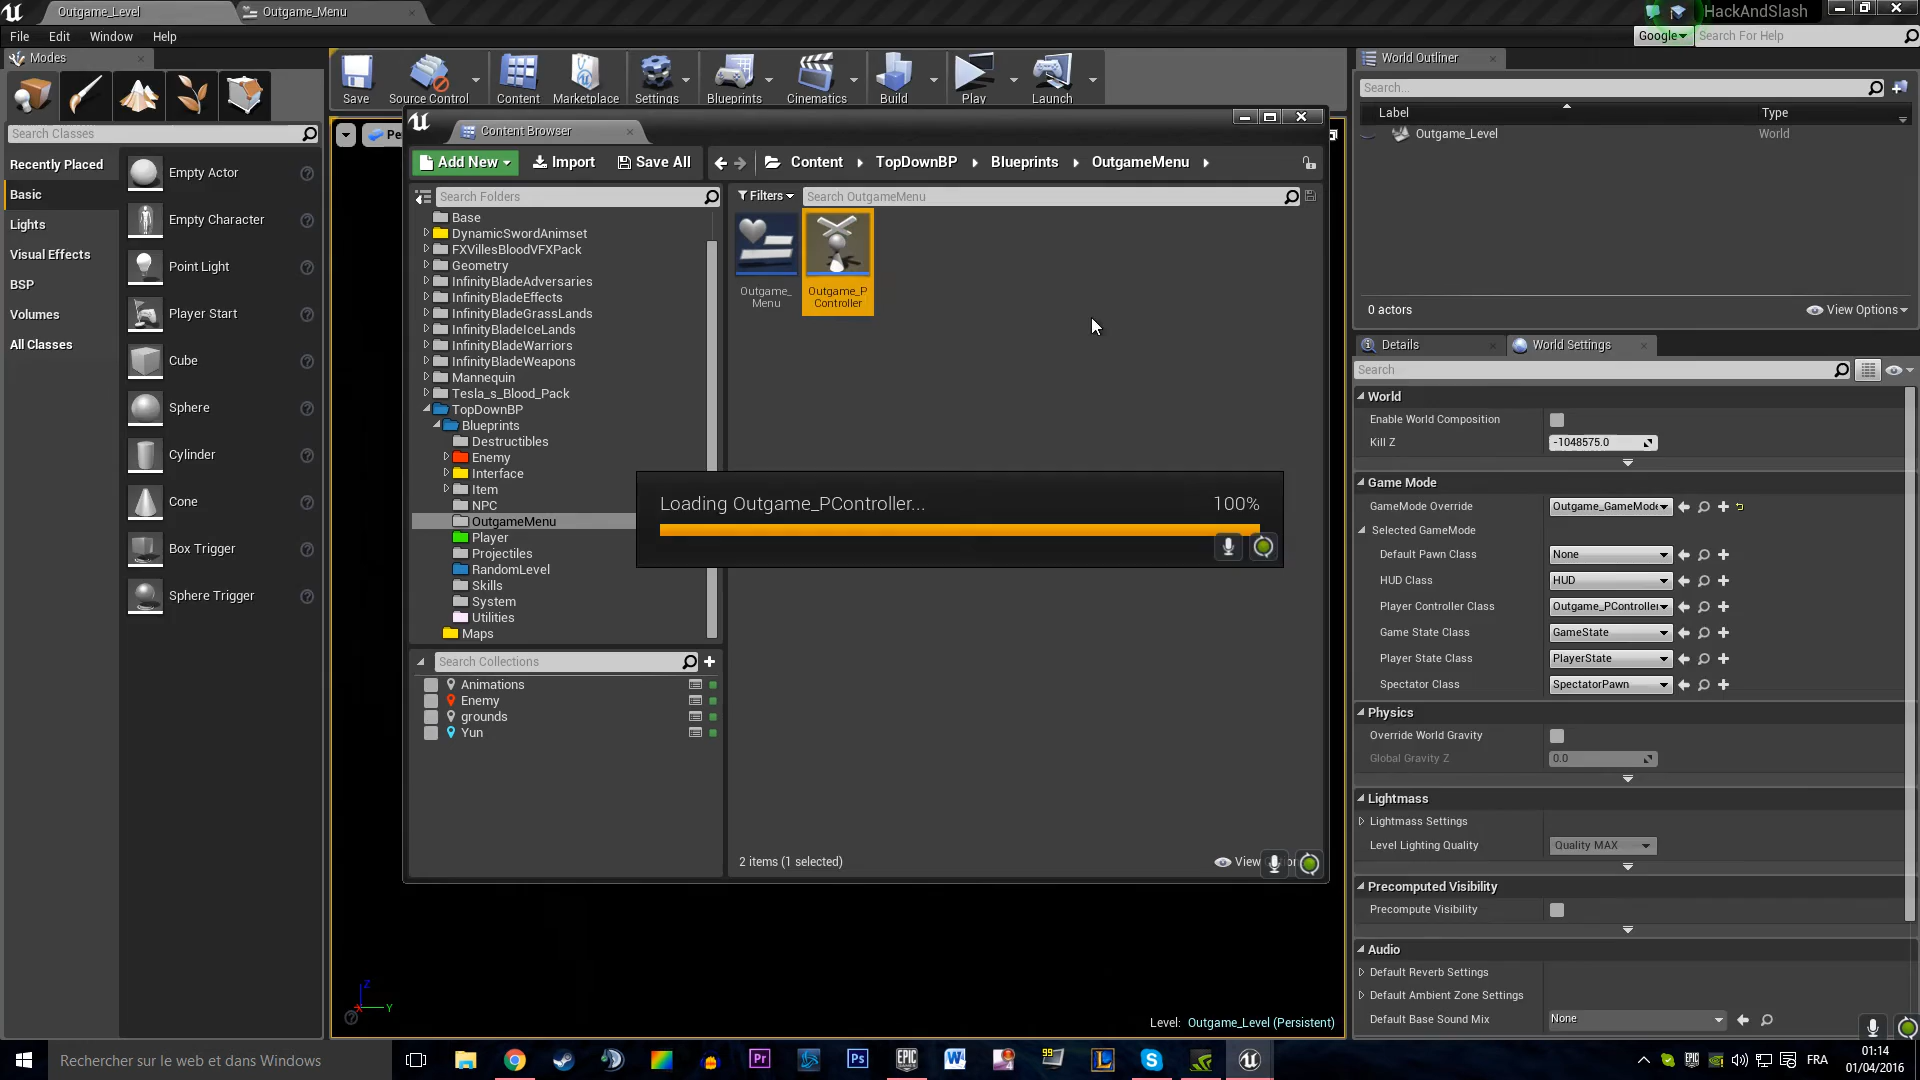 Outgame_Level
Outgame_Menu
HackAndSlash
File Edit Window Help
Google
Search For Help
Modes
Search Classes
Recently Placed
Basic
Lights
Visual Effects
BSP
Volumes
All Classes
Empty Actor
Empty Character
Point Light
Player Start
Cube
Sphere
Cylinder
Cone
Box Trigger
Sphere Trigger
Save
Source Control
Content
Marketplace
Settings
Blueprints
Cinematics
Build
Play
Launch
Pe
Content Browser
Add New
Import
Save All
Content
TopDownBP
Blueprints
OutgameMenu
Search Folders
Filters
Search OutgameMenu
Base
DynamicSwordAnimset
FXVillesBloodVFXPack
Geometry
InfinityBladeAdversaries
InfinityBladeEffects
InfinityBladeGrassLands
InfinityBladeIceLands
InfinityBladeWarriors
InfinityBladeWeapons
Mannequin
Tesla_s_Blood_Pack
TopDownBP
Blueprints
Destructibles
Enemy
Interface
Item
NPC
OutgameMenu
Player
Projectiles
RandomLevel
Skills
System
Utilities
Maps
Search Collections
Animations
Enemy
grounds
Yun
Outgame_
Menu
Outgame_P
Controller
Loading Outgame_PController... 100%
2 items (1 selected)
View
Level: Outgame_Level (Persistent)
Z
X
Y
World Outliner
Search...
Label
Type
Outgame_Level
World
0 actors
View Options
Details
World Settings
Search
World
Enable World Composition
Kill Z
-1048575.0
Game Mode
GameMode Override
Outgame_GameMode
Selected GameMode
Default Pawn Class
None
HUD Class
HUD
Player Controller Class
Outgame_PController
Game State Class
GameState
Player State Class
PlayerState
Spectator Class
SpectatorPawn
Physics
Override World Gravity
Global Gravity Z
0.0
Lightmass
Lightmass Settings
Level Lighting Quality
Quality MAX
Precomputed Visibility
Precompute Visibility
Audio
Default Reverb Settings
Default Ambient Zone Settings
Default Base Sound Mix
None
Rechercher sur le web et dans Windows
Pr
Ps
EPIC
GAMES
W
99
L
S
FRA
01:14
01/04/2016